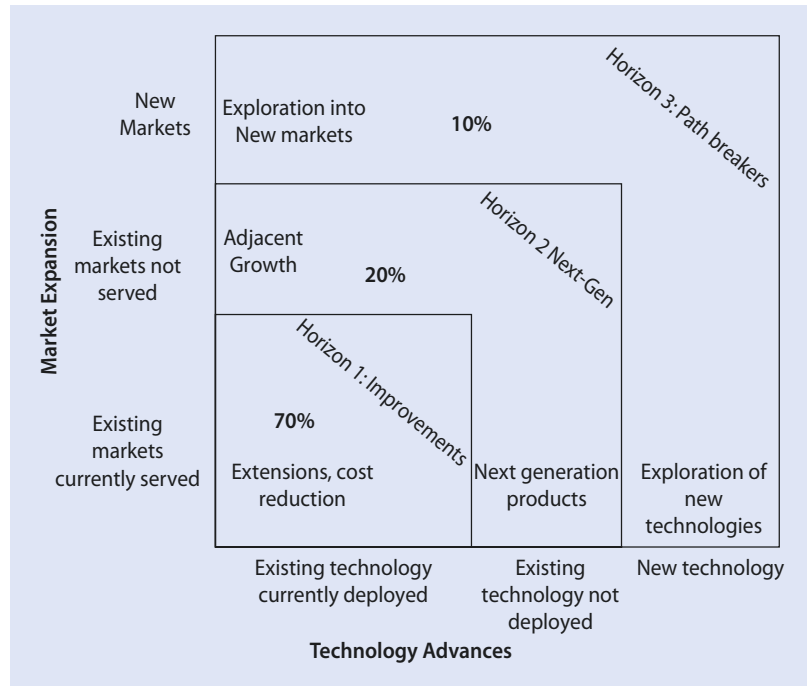 New
Markets
Exploration into
New markets
10%
Horizon 3: Path breakers
Market Expansion
Existing
markets not
served
Adjacent
Growth
20%
Horizon 2 Next-Gen
Existing
markets
currently served
Horizon 1: Improvements
70%
Extensions, cost
reduction
Next generation
products
Exploration of
new
technologies
Existing technology
currently deployed
Existing
technology not
deployed
New technology
Technology Advances